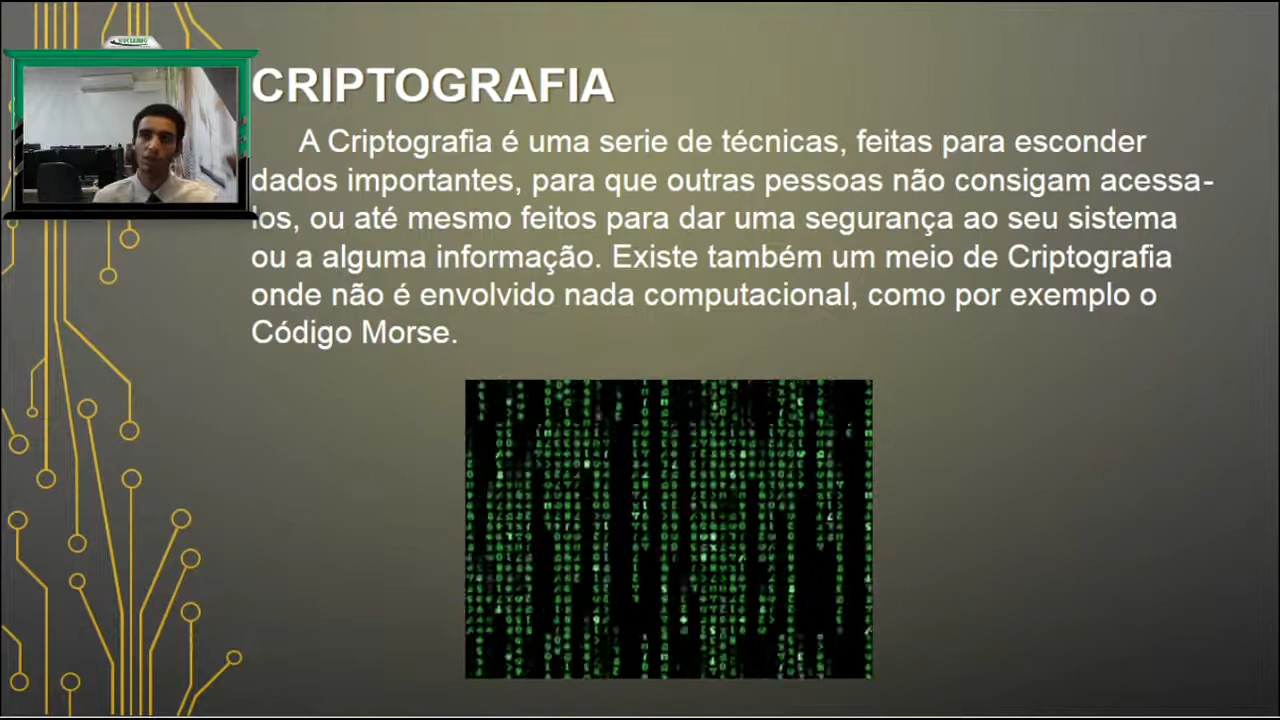 CRIPTOGRAFIA
A Criptografia é uma serie de técnicas, feitas para esconder
dados importantes, para que outras pessoas não consigam acessa-
los, ou até mesmo feitos para dar uma segurança ao seu sistema
ou a alguma informação. Existe também um meio de Criptografia
onde não é envolvido nada computacional, como por exemplo o
Código Morse.